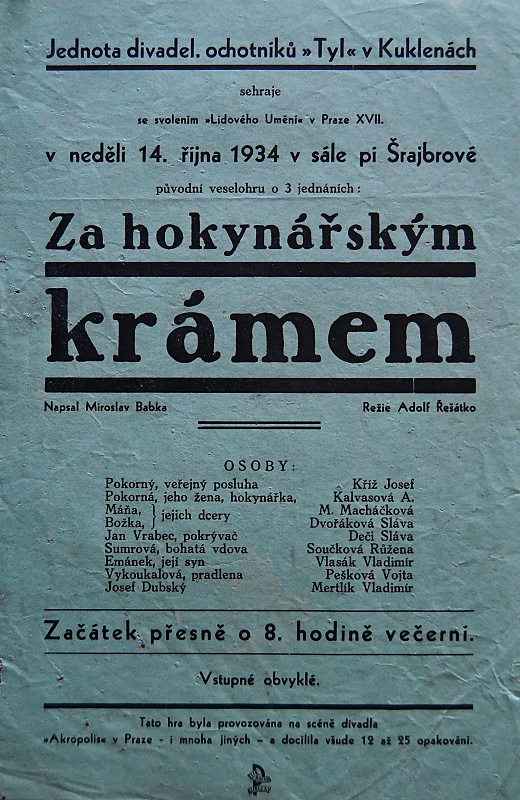 Jednota divadel. ochotníků »Tyl« v Kuklenách
sehraje
se svolením »Lidového Umění« v Praze XVII.
v neděli 14. října 1934 v sále pí Šrajbrové
původní veselohru o 3 jednáních:
Za hokynářským
krámem
Napsal Miroslav Babka Režie Adolf Řešátko
OSOBY:
Pokorný, veřejný posluha Kříž Josef
Pokorná, jeho žena, hokynářka, Kalvasová A.
Máňa, } jejich dcery M. Macháčková
Božka, Dvořáková Sláva
Jan Vrabec, pokrývač Deči Sláva
Sumrová, bohatá vdova Součková Růžena
Emánek, její syn Vlasák Vladimír
Vykoukalová, pradlena Pešková Vojta
Josef Dubský Mertlík Vladimír
Začátek přesně o 8. hodině večerní.
Vstupné obvyklé.
Tato hra byla provozována na scéně divadla
»Akropolis« v Praze - i mnoha jiných - a docílila všude 12 až 25 opakování.